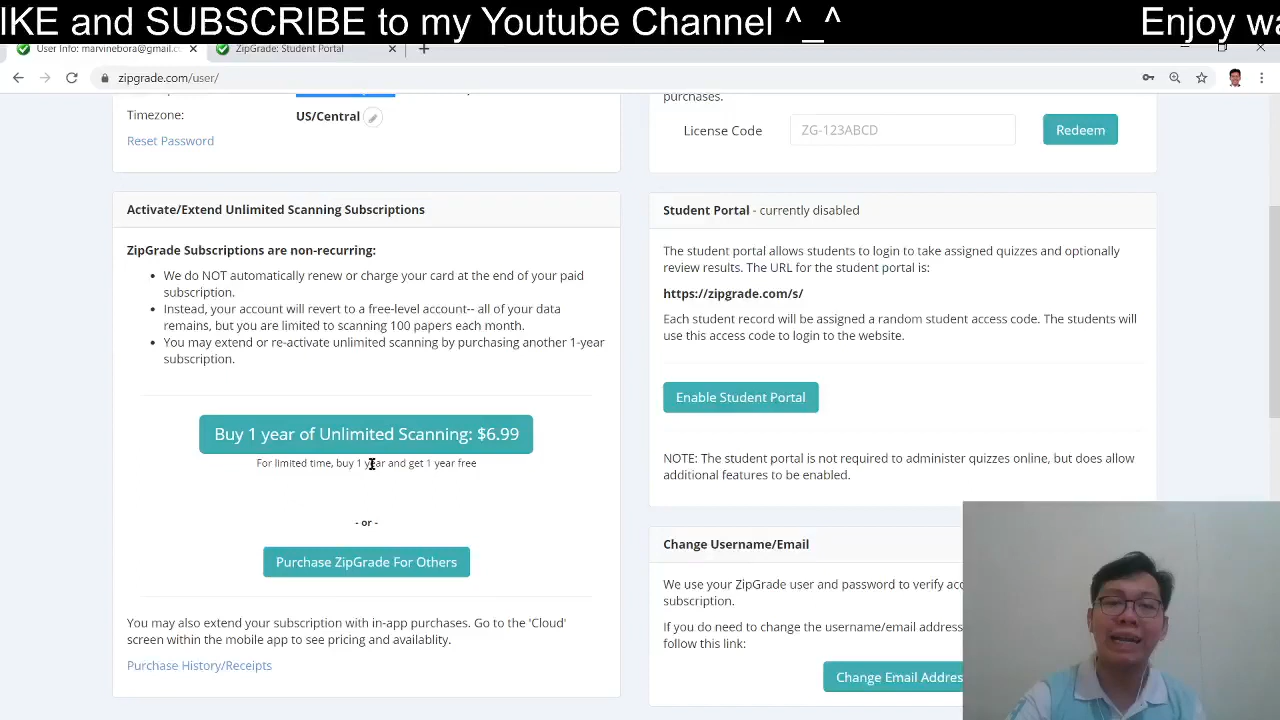 IKE and SUBSCRIBE to my Youtube Channel ^_^ Enjoy wa
User Info: marvinebora@gmail.c
ZipGrade: Student Portal
zipgrade.com/user/
Timezone: US/Central
Reset Password
purchases.
License Code ZG-123ABCD Redeem
Activate/Extend Unlimited Scanning Subscriptions
ZipGrade Subscriptions are non-recurring:
• We do NOT automatically renew or charge your card at the end of your paid
subscription.
• Instead, your account will revert to a free-level account-- all of your data
remains, but you are limited to scanning 100 papers each month.
• You may extend or re-activate unlimited scanning by purchasing another 1-year
subscription.
Buy 1 year of Unlimited Scanning: $6.99
For limited time, buy 1 year and get 1 year free
- or -
Purchase ZipGrade For Others
You may also extend your subscription with in-app purchases. Go to the 'Cloud'
screen within the mobile app to see pricing and availablity.
Purchase History/Receipts
Student Portal - currently disabled
The student portal allows students to login to take assigned quizzes and optionally
review results. The URL for the student portal is:
https://zipgrade.com/s/
Each student record will be assigned a random student access code. The students will
use this access code to login to the website.
Enable Student Portal
NOTE: The student portal is not required to administer quizzes online, but does allow
additional features to be enabled.
Change Username/Email
We use your ZipGrade user and password to verify acc
subscription.
If you do need to change the username/email address
follow this link:
Change Email Addres